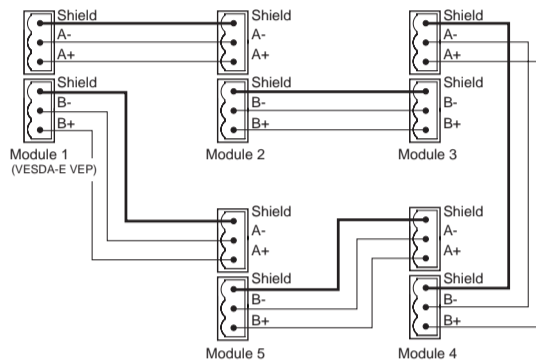 Shield Shield Shield
A- A- A-
A+ A+ A+
Shield Shield Shield
B- B- B-
B+ B+ B+
Module 1 Module 2 Module 3
(VESDA-E VEP)
Shield Shield
A- A-
A+ A+
Shield Shield
B- B-
B+ B+
Module 5 Module 4